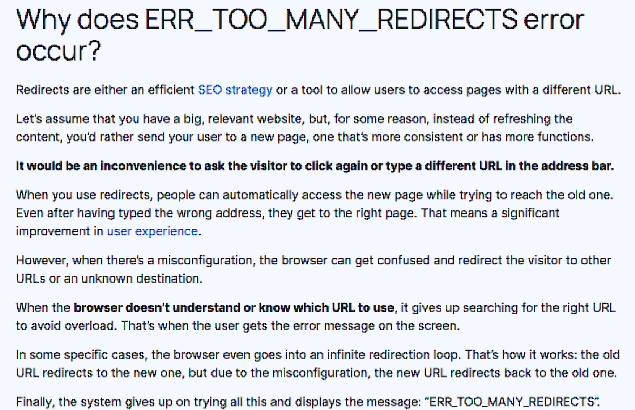 Why does ERR_TOO_MANY_REDIRECTS error
occur?
Redirects are either an efficient SEO strategy or a tool to allow users to access pages with a different URL.
Let's assume that you have a big, relevant website, but, for some reason, instead of refreshing the
content, you'd rather send your user to a new page, one that's more consistent or has more functions.
It would be an inconvenience to ask the visitor to click again or type a different URL in the address bar.
When you use redirects, people can automatically access the new page while trying to reach the old one.
Even after having typed the wrong address, they get to the right page. That means a significant
improvement in user experience.
However, when there's a misconfiguration, the browser can get confused and redirect the visitor to other
URLs or an unknown destination.
When the browser doesn't understand or know which URL to use, it gives up searching for the right URL
to avoid overload. That's when the user gets the error message on the screen.
In some specific cases, the browser even goes into an infinite redirection loop. That's how it works: the old
URL redirects to the new one, but due to the misconfiguration, the new URL redirects back to the old one.
Finally, the system gives up on trying all this and displays the message: “ERR_TOO_MANY_REDIRECTS”.